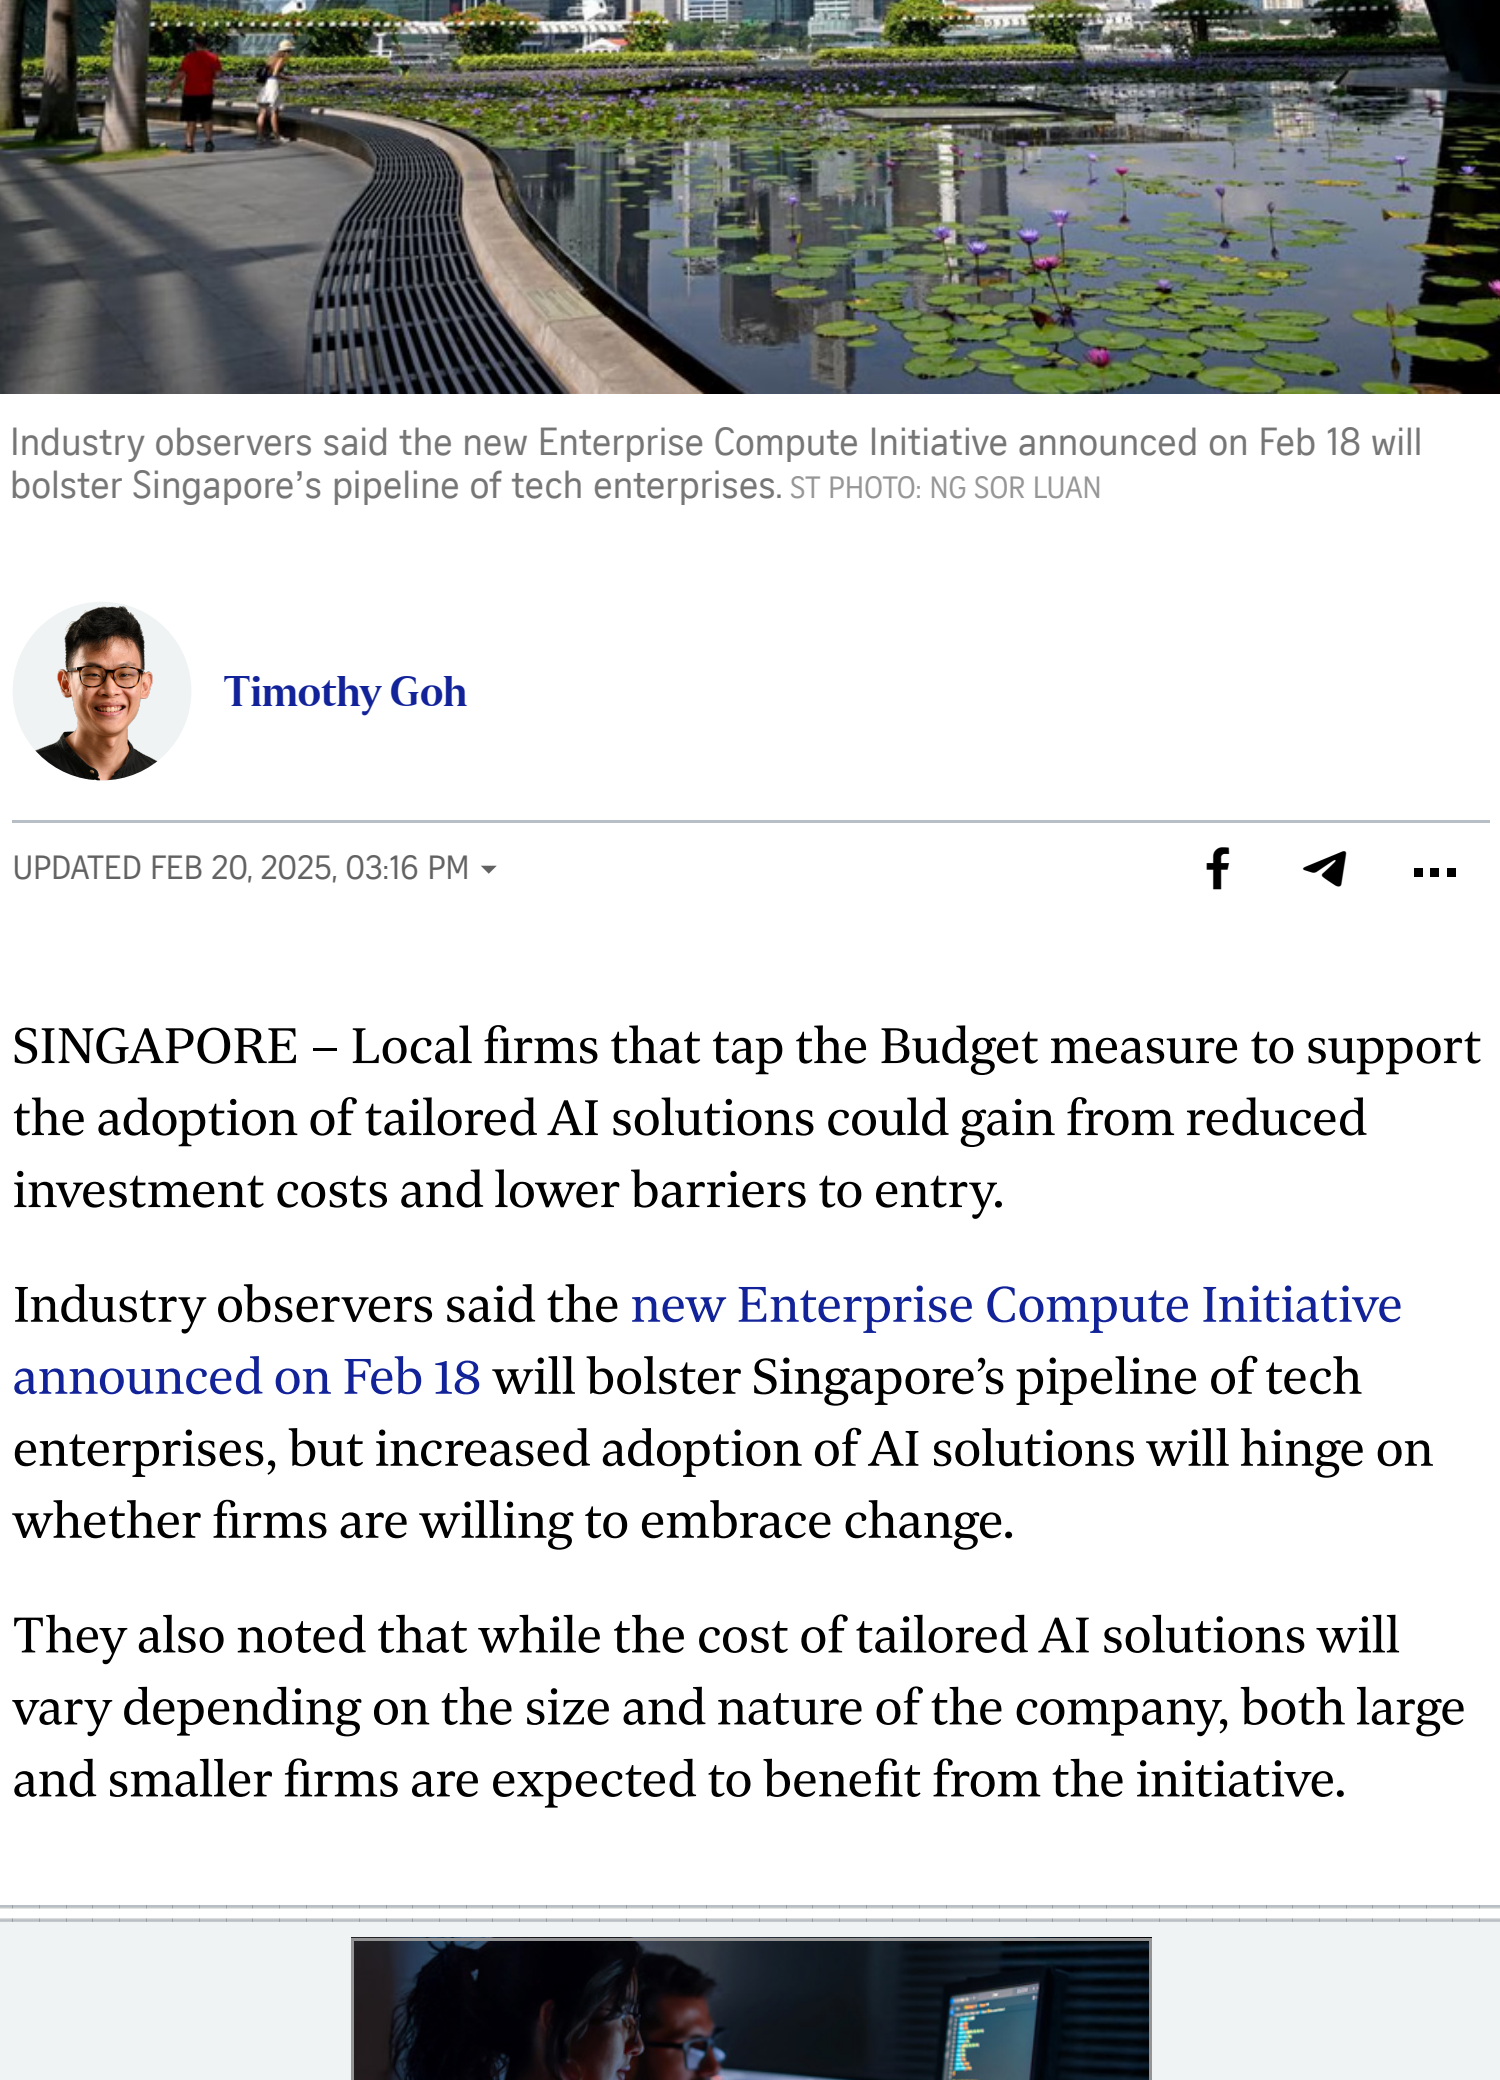 Industry observers said the new Enterprise Compute Initiative announced on Feb 18 will
bolster Singapore’s pipeline of tech enterprises. ST PHOTO: NG SOR LUAN
Timothy Goh
UPDATED FEB 20, 2025, 03:16 PM
SINGAPORE – Local firms that tap the Budget measure to support
the adoption of tailored AI solutions could gain from reduced
investment costs and lower barriers to entry.
Industry observers said the new Enterprise Compute Initiative
announced on Feb 18 will bolster Singapore’s pipeline of tech
enterprises, but increased adoption of AI solutions will hinge on
whether firms are willing to embrace change.
They also noted that while the cost of tailored AI solutions will
vary depending on the size and nature of the company, both large
and smaller firms are expected to benefit from the initiative.